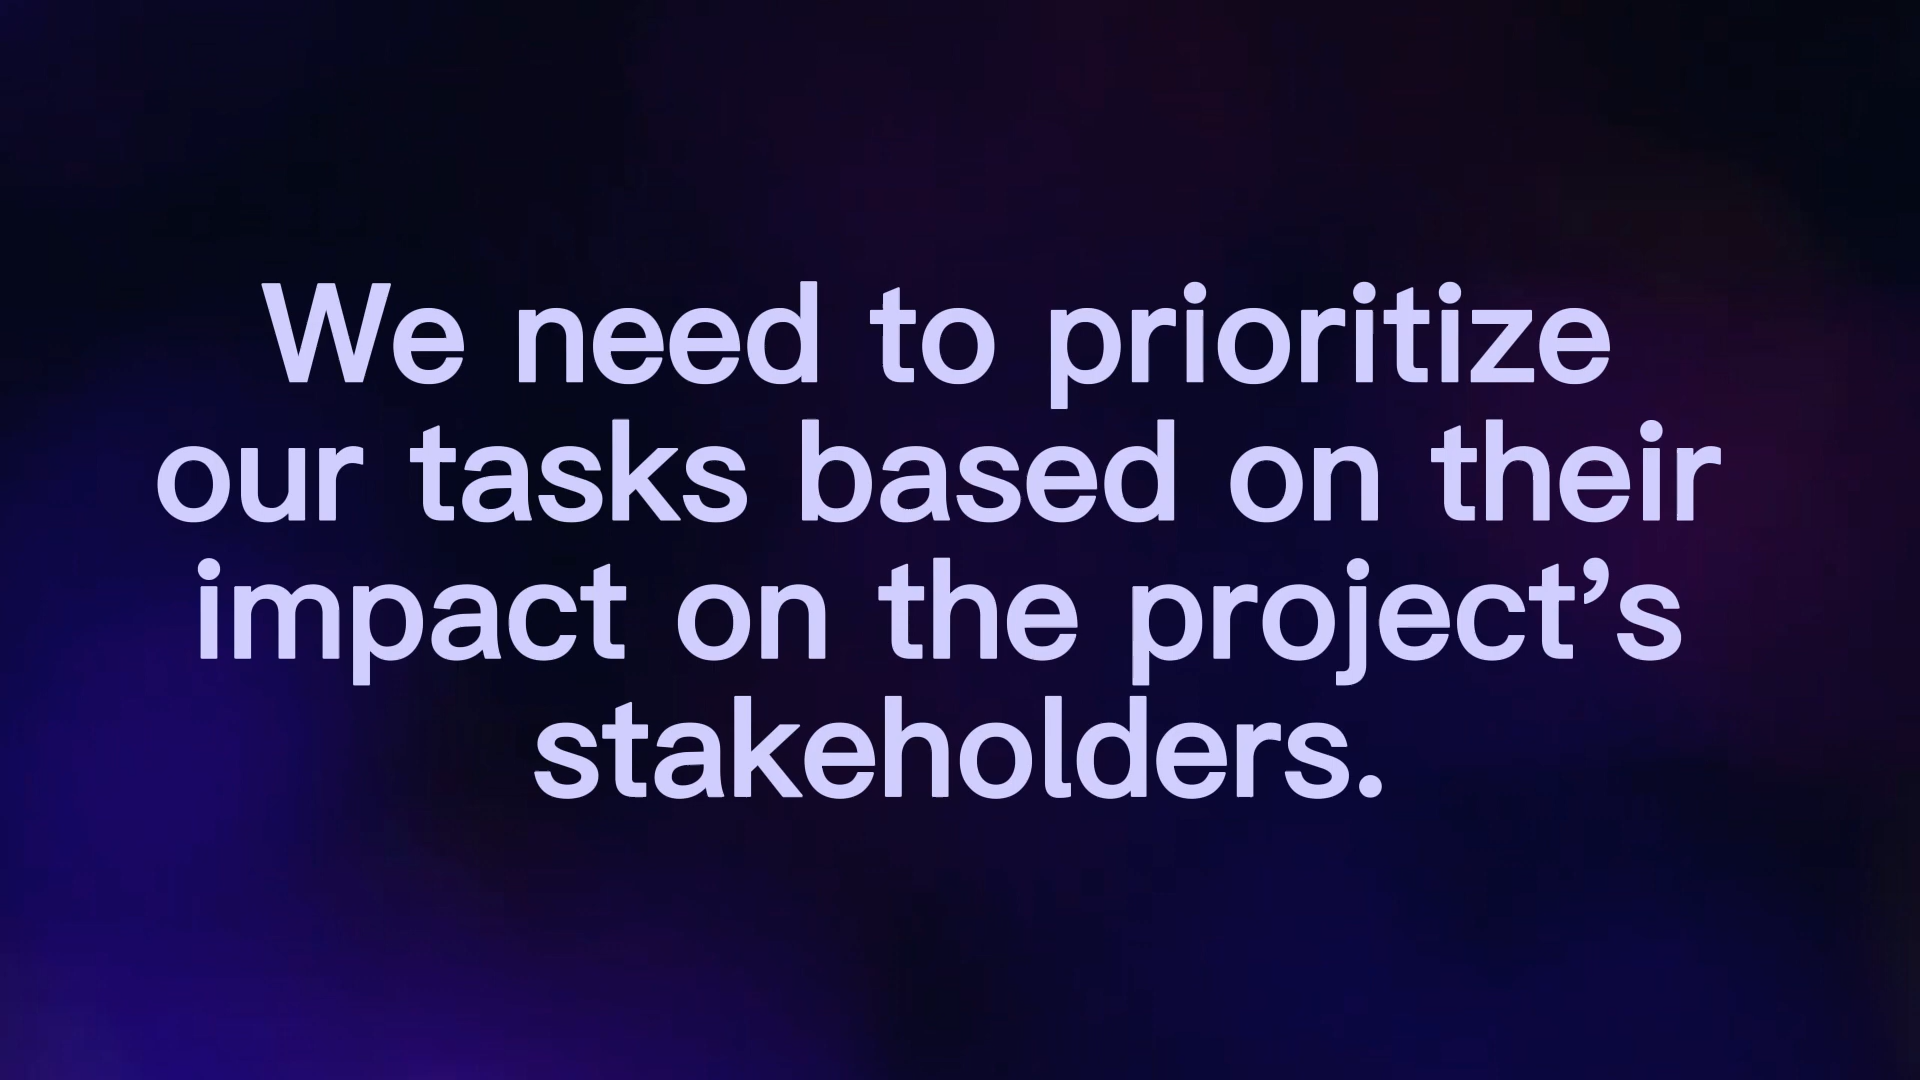 We need to prioritize
our tasks based on their
impact on the project’s
stakeholders.